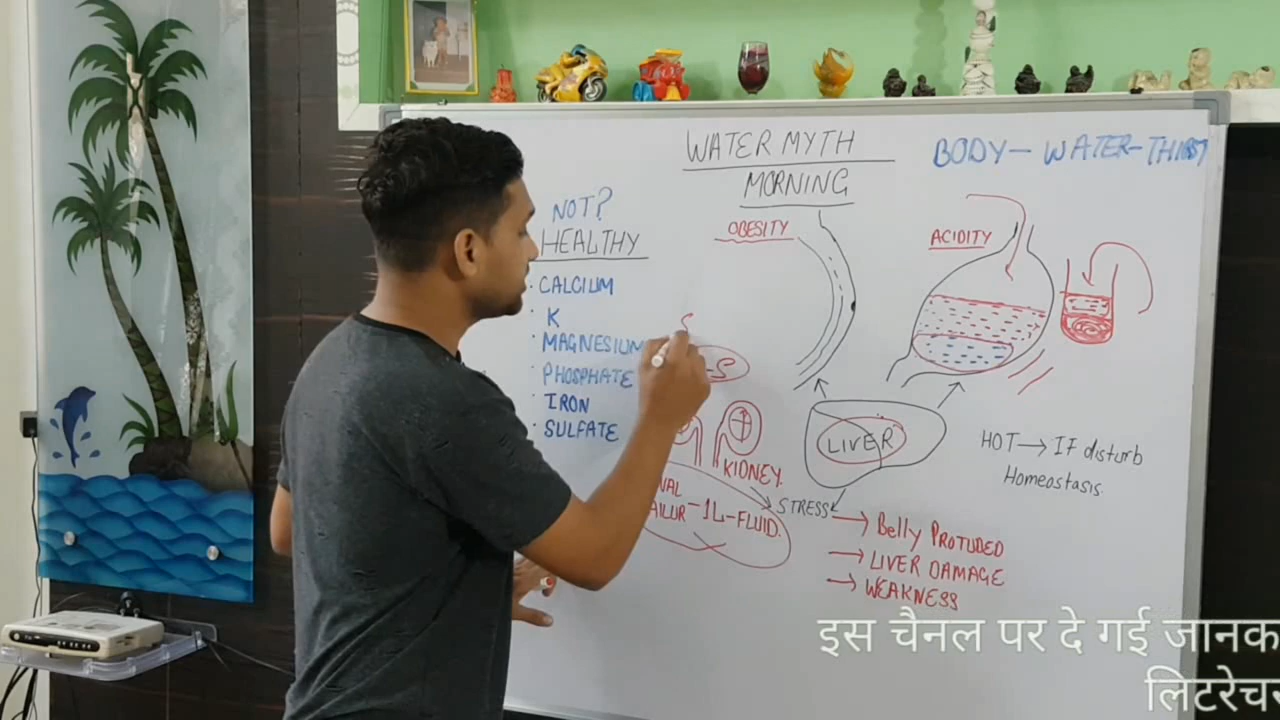 WATER MYTH
MORNING
BODY - WATER - THIRST
NOT?
HEALTHY
· CALCIUM
· K
· MAGNESIUM
· PHOSPHATE
· IRON
· SULFATE
OBESITY
ACIDITY
LIVER
KIDNEY
-1L-FLUID.
STRESS
→ Belly PROTUDED
→ LIVER DAMAGE
→ WEAKNESS
HOT → IF disturb
Homeostasis.
इस चैनल पर दे गई जानक
लिटरेचर